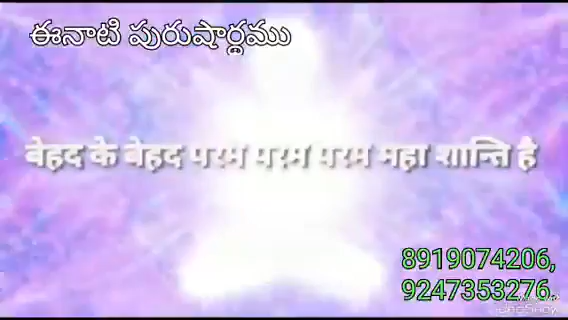 ఈనాటి పురుషార్థము
बेहद के बेहद परम परम परम महा शान्ति है
8919074206,
9247353276.